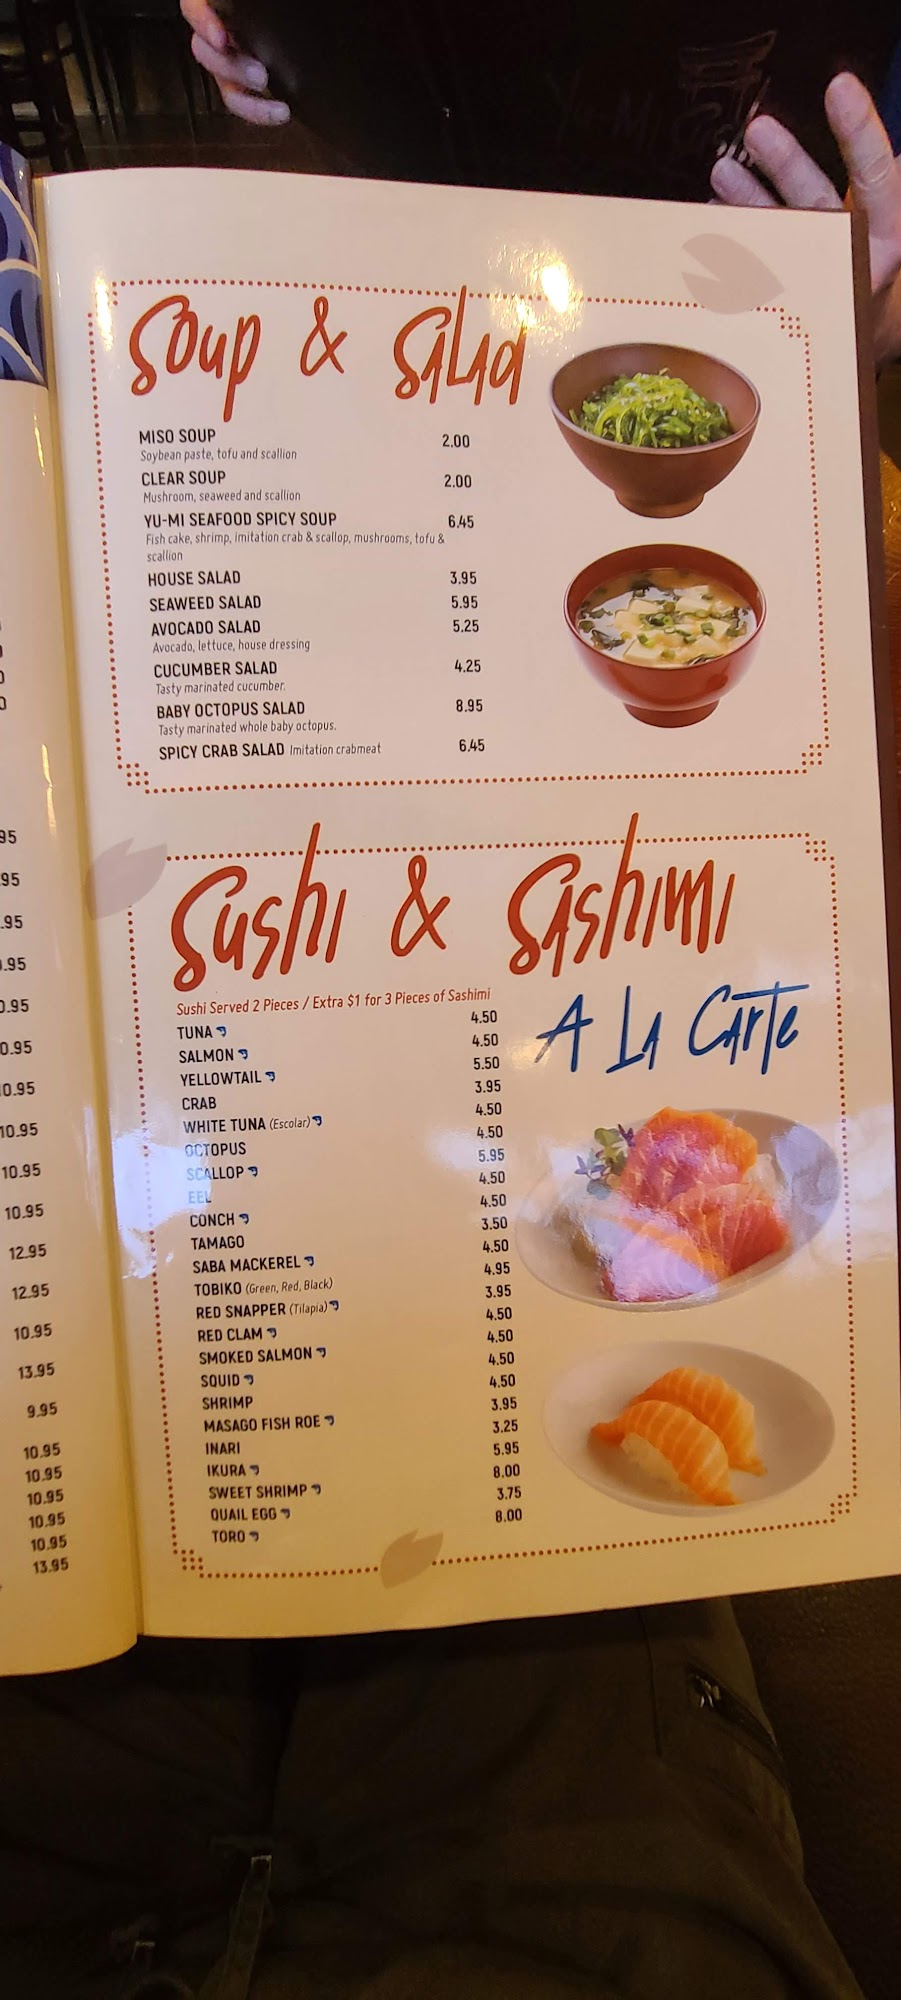 Yu-Mi
Soup & Salad
MISO SOUP 2.00
Soybean paste, tofu and scallion
CLEAR SOUP 2.00
Mushroom, seaweed and scallion
YU-MI SEAFOOD SPICY SOUP 6.45
Fish cake, shrimp, imitation crab & scallop, mushrooms, tofu &
scallion
HOUSE SALAD 3.95
SEAWEED SALAD 5.95
AVOCADO SALAD 5.25
Avocado, lettuce, house dressing
CUCUMBER SALAD 4.25
Tasty marinated cucumber.
BABY OCTOPUS SALAD 8.95
Tasty marinated whole baby octopus.
SPICY CRAB SALAD Imitation crabmeat 6.45
Sushi & Sashimi
A La Carte
Sushi Served 2 Pieces / Extra $1 for 3 Pieces of Sashimi
TUNA 4.50
SALMON 4.50
YELLOWTAIL 5.50
CRAB 3.95
WHITE TUNA (Escolar) 4.50
OCTOPUS 4.50
SCALLOP 5.95
EEL 4.50
CONCH 4.50
TAMAGO 3.50
SABA MACKEREL 4.50
TOBIKO (Green, Red, Black) 4.95
RED SNAPPER (Tilapia) 3.95
RED CLAM 4.50
SMOKED SALMON 4.50
SQUID 4.50
SHRIMP 4.50
MASAGO FISH ROE 3.95
INARI 3.25
IKURA 5.95
SWEET SHRIMP 8.00
QUAIL EGG 3.75
TORO 8.00
95
.95
.95
.95
0.95
0.95
10.95
10.95
10.95
10.95
12.95
12.95
10.95
13.95
9.95
10.95
10.95
10.95
10.95
10.95
13.95